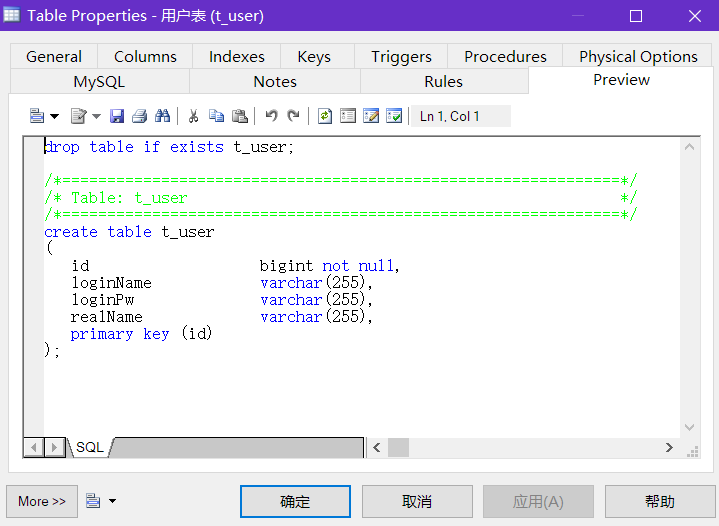 Table Properties - 用户表 (t_user)
General Columns Indexes Keys Triggers Procedures Physical Options
MySQL Notes Rules Preview
Ln 1, Col 1
drop table if exists t_user;
/*==============================================================*/
/* Table: t_user                                                */
/*==============================================================*/
create table t_user
(
   id                   bigint not null,
   loginName            varchar(255),
   loginPw              varchar(255),
   realName             varchar(255),
   primary key (id)
);
SQL
More >> 确定 取消 应用(A) 帮助